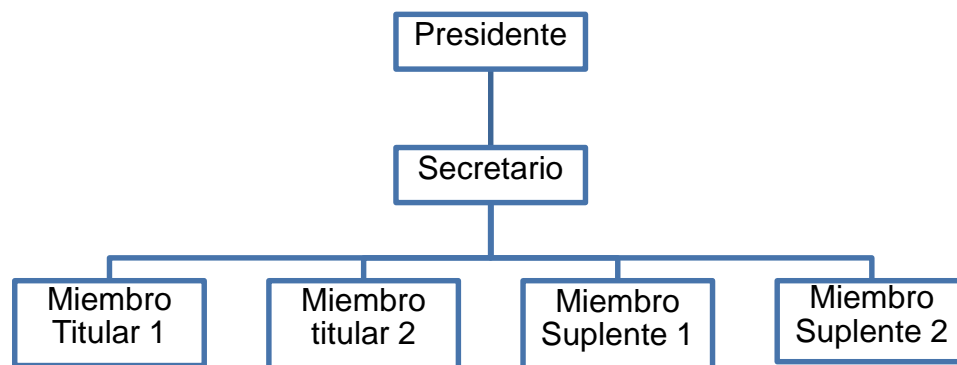 Presidente
Secretario
Miembro
Titular 1
Miembro
titular 2
Miembro
Suplente 1
Miembro
Suplente 2